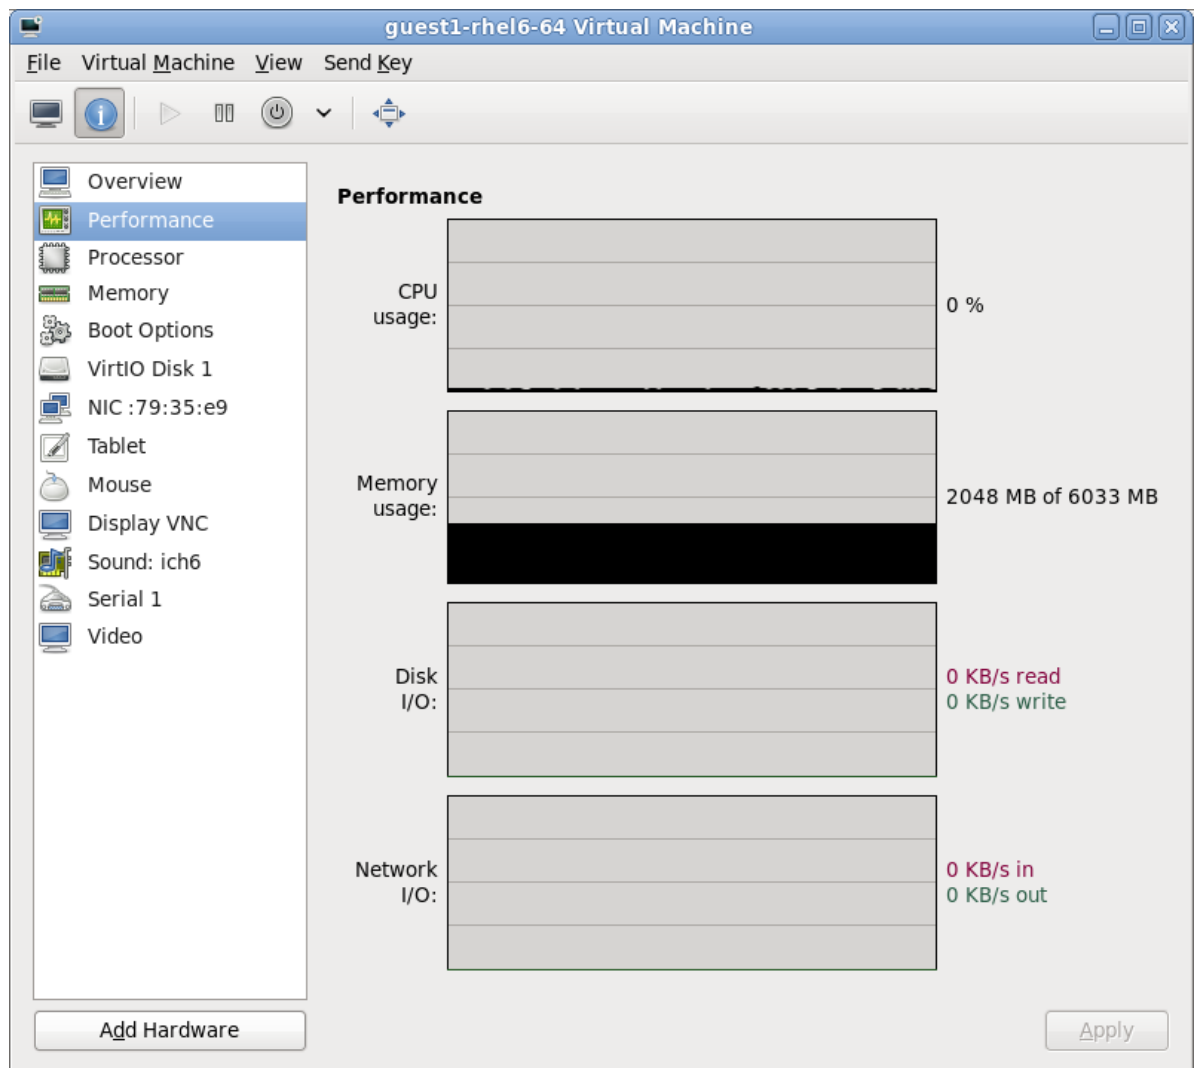 guest1-rhel6-64 Virtual Machine
File Virtual Machine View Send Key
Overview
Performance
Processor
Memory
Boot Options
VirtIO Disk 1
NIC :79:35:e9
Tablet
Mouse
Display VNC
Sound: ich6
Serial 1
Video
Add Hardware
Performance
CPU
usage:
0 %
Memory
usage:
2048 MB of 6033 MB
Disk
I/O:
0 KB/s read
0 KB/s write
Network
I/O:
0 KB/s in
0 KB/s out
Apply